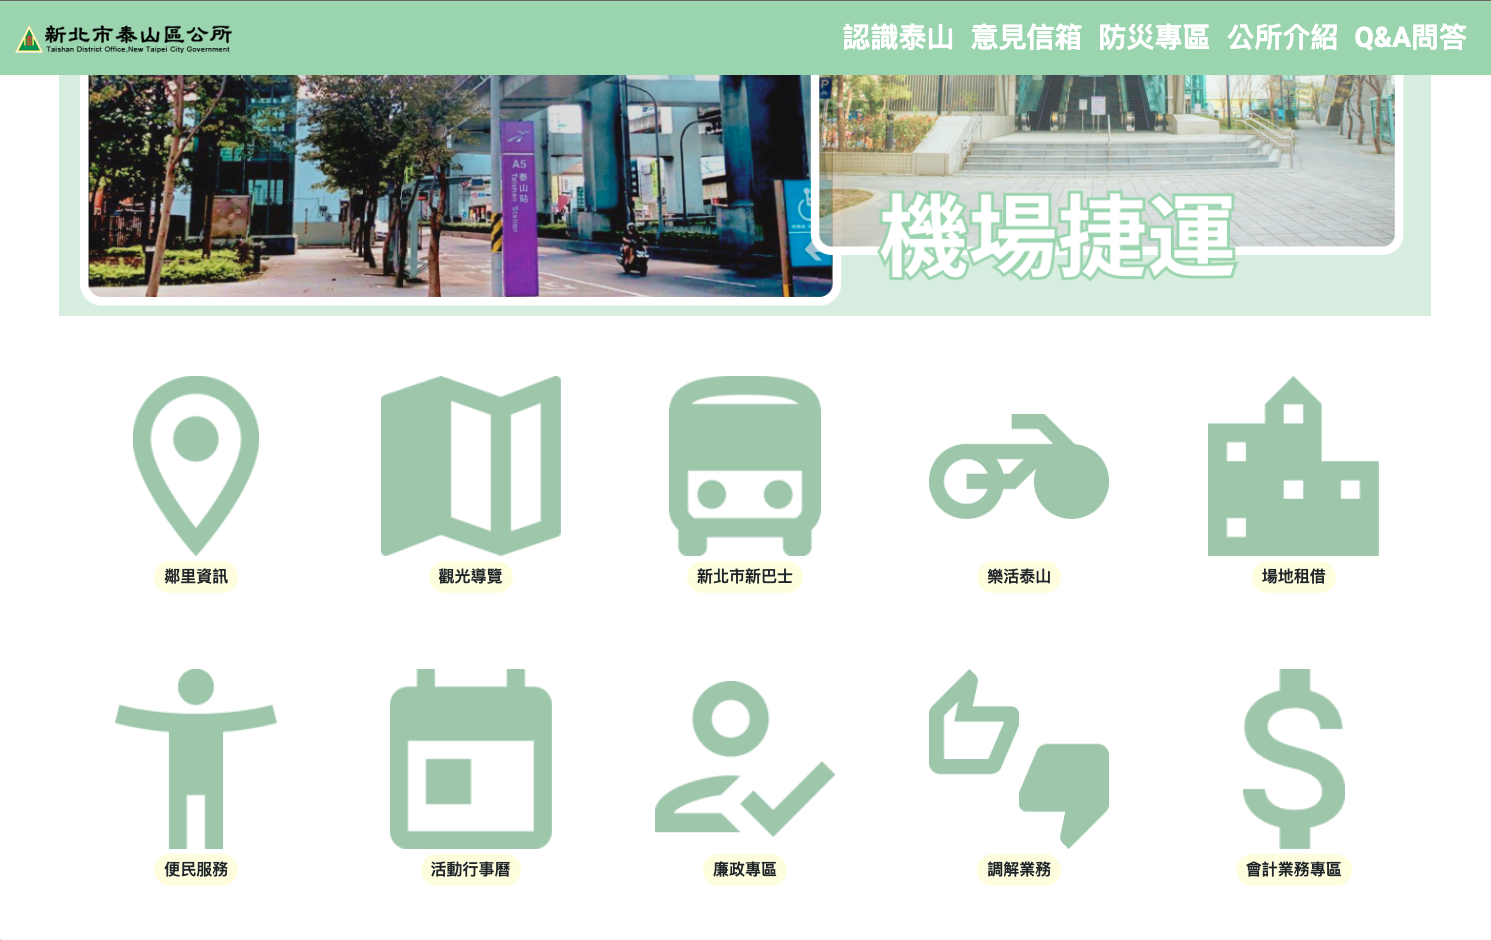 新北市泰山區公所
Taishan District Office,New Taipei City Government
認識泰山 意見信箱 防災專區 公所介紹 Q&A問答
A5
泰山站
Taishan Station
P
機場捷運
鄰里資訊
觀光導覽
新北市新巴士
樂活泰山
場地租借
便民服務
活動行事曆
廉政專區
調解業務
會計業務專區